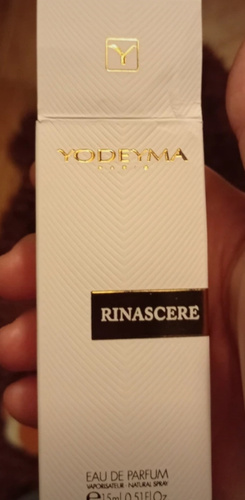 Y
YODEYMA
PARIS
RINASCERE
EAU DE PARFUM
VAPORISATEUR - NATURAL SPRAY
℮15ml 0.51FL.Oz